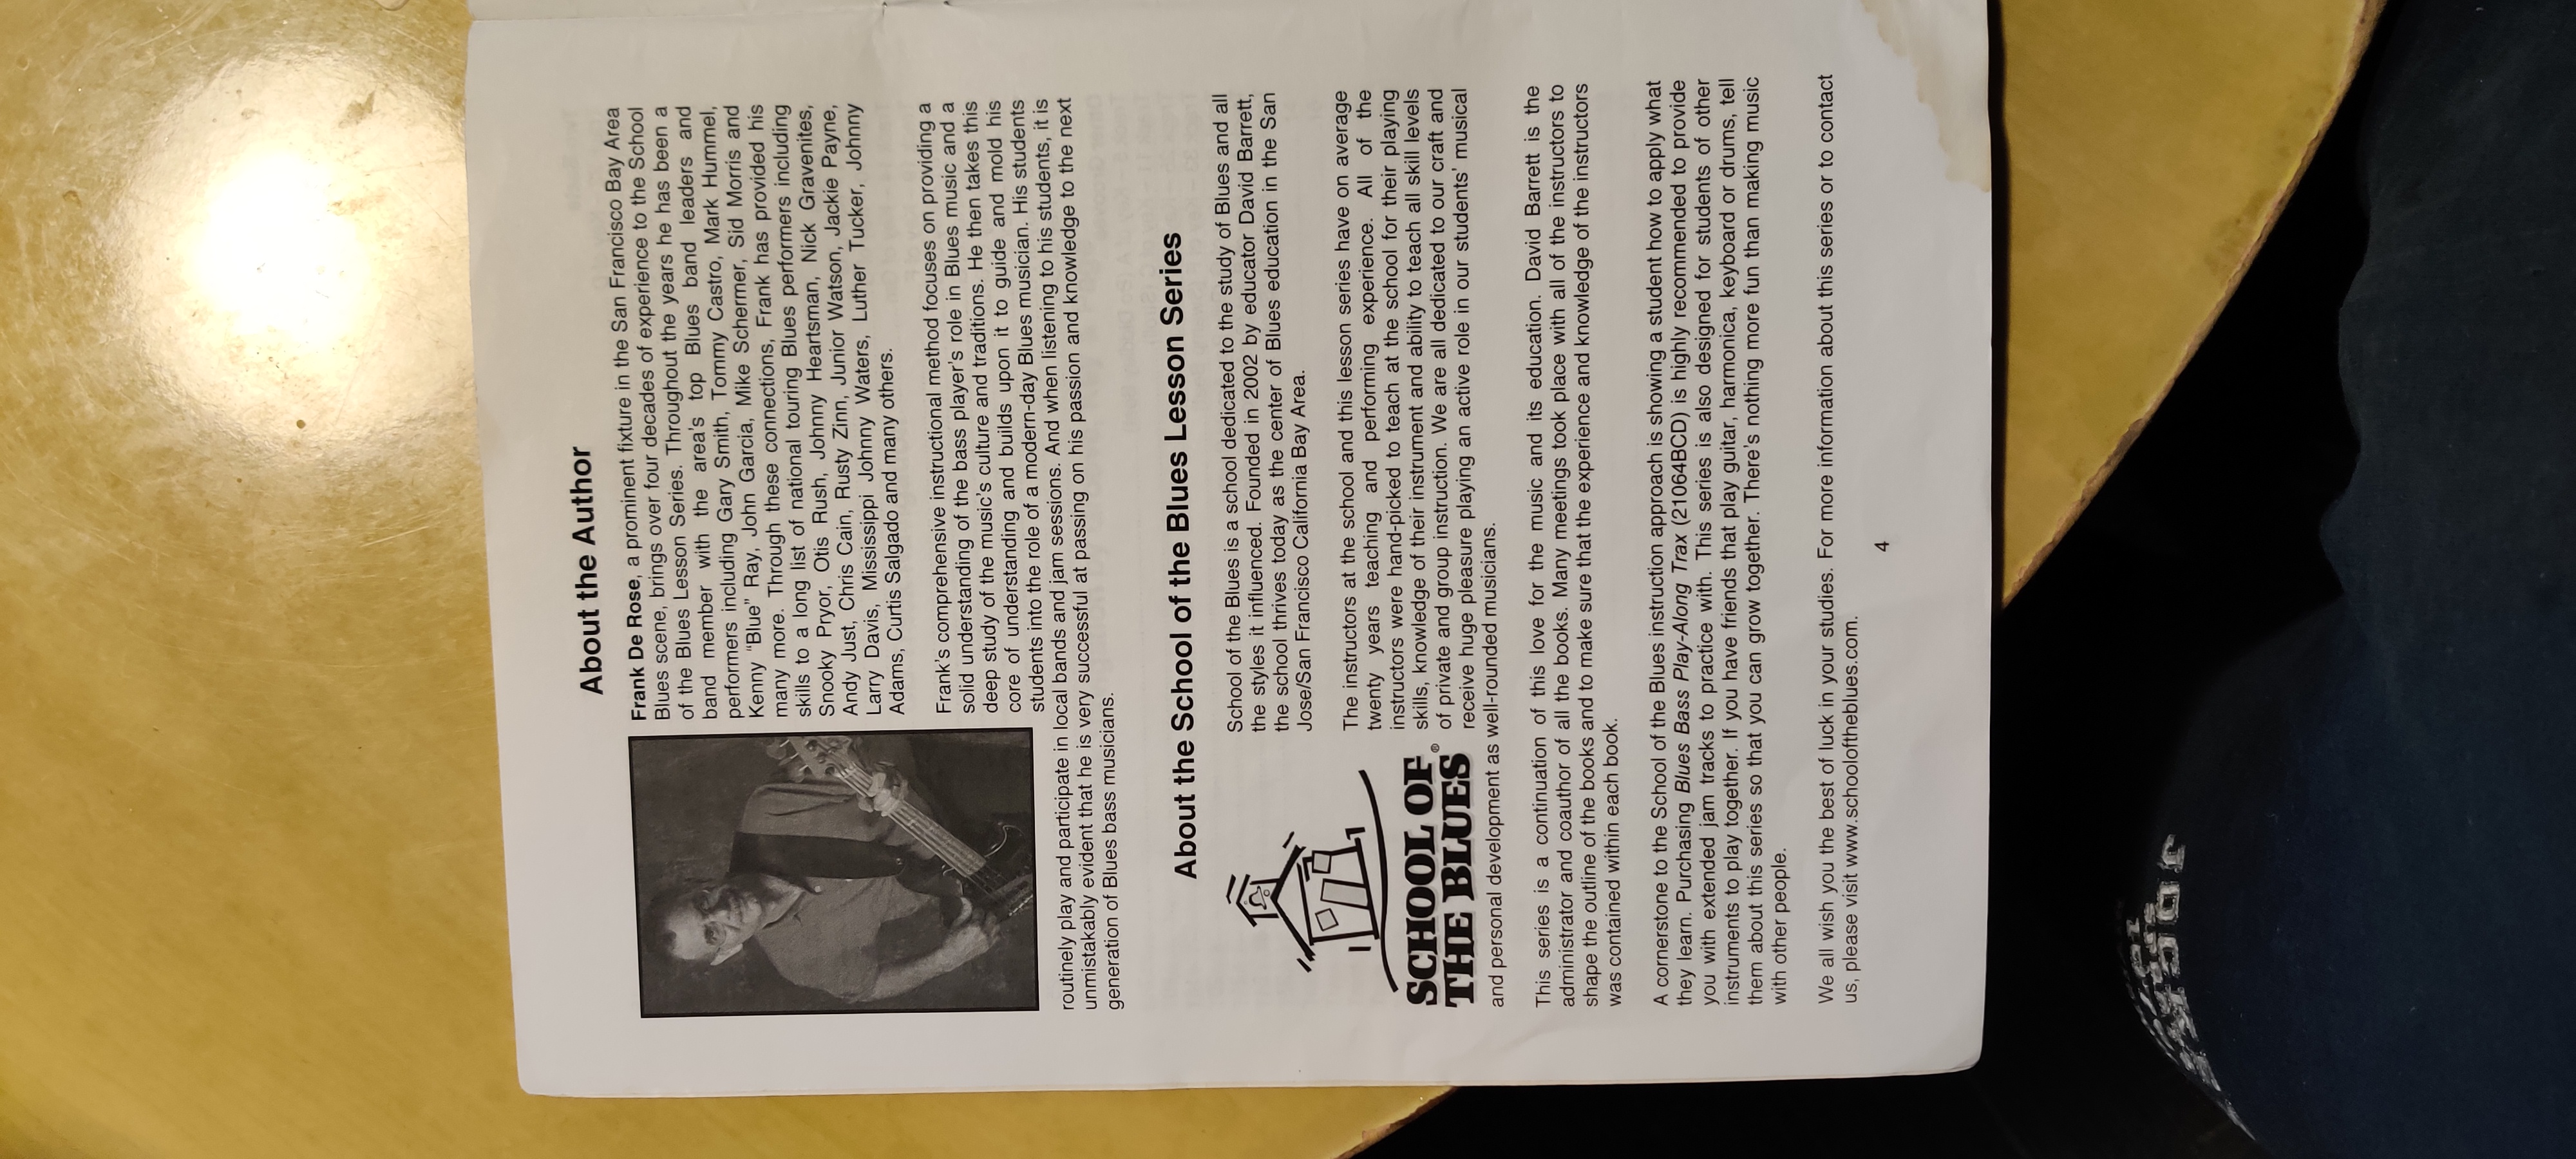 About the Author
Frank De Rose, a prominent fixture in the San Francisco Bay Area
Blues scene, brings over four decades of experience to the School
of the Blues Lesson Series. Throughout the years he has been a
band member with the area's top Blues band leaders and
performers including Gary Smith, Tommy Castro, Mark Hummel,
Kenny “Blue” Ray, John Garcia, Mike Schermer, Sid Morris and
many more. Through these connections, Frank has provided his
skills to a long list of national touring Blues performers including
Snooky Pryor, Otis Rush, Johnny Heartsman, Nick Gravenites,
Andy Just, Chris Cain, Rusty Zinn, Junior Watson, Jackie Payne,
Larry Davis, Mississippi Johnny Waters, Luther Tucker, Johnny
Adams, Curtis Salgado and many others.
Frank's comprehensive instructional method focuses on providing a
solid understanding of the bass player's role in Blues music and a
deep study of the music's culture and traditions. He then takes this
core of understanding and builds upon it to guide and mold his
students into the role of a modern-day Blues musician. His students
routinely play and participate in local bands and jam sessions. And when listening to his students, it is
unmistakably evident that he is very successful at passing on his passion and knowledge to the next
generation of Blues bass musicians.
About the School of the Blues Lesson Series
SCHOOL OF
THE BLUES®
School of the Blues is a school dedicated to the study of Blues and all
the styles it influenced. Founded in 2002 by educator David Barrett,
the school thrives today as the center of Blues education in the San
Jose/San Francisco California Bay Area.
The instructors at the school and this lesson series have on average
twenty years teaching and performing experience. All of the
instructors were hand-picked to teach at the school for their playing
skills, knowledge of their instrument and ability to teach all skill levels
of private and group instruction. We are all dedicated to our craft and
receive huge pleasure playing an active role in our students' musical
and personal development as well-rounded musicians.
This series is a continuation of this love for the music and its education. David Barrett is the
administrator and coauthor of all the books. Many meetings took place with all of the instructors to
shape the outline of the books and to make sure that the experience and knowledge of the instructors
was contained within each book.
A cornerstone to the School of the Blues instruction approach is showing a student how to apply what
they learn. Purchasing Blues Bass Play-Along Trax (21064BCD) is highly recommended to provide
you with extended jam tracks to practice with. This series is also designed for students of other
instruments to play together. If you have friends that play guitar, harmonica, keyboard or drums, tell
them about this series so that you can grow together. There's nothing more fun than making music
with other people.
We all wish you the best of luck in your studies. For more information about this series or to contact
us, please visit www.schooloftheblues.com.
4